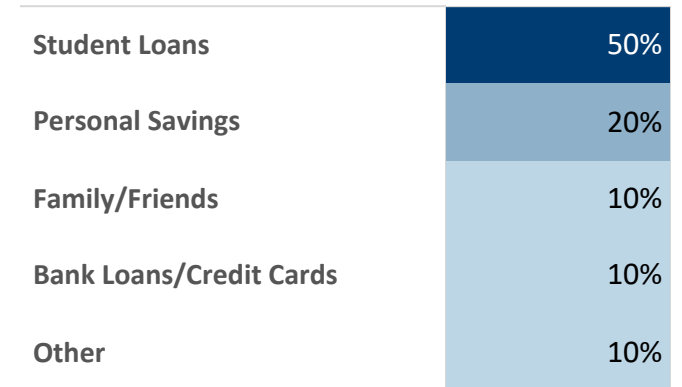 Student Loans 50%
Personal Savings 20%
Family/Friends 10%
Bank Loans/Credit Cards 10%
Other 10%